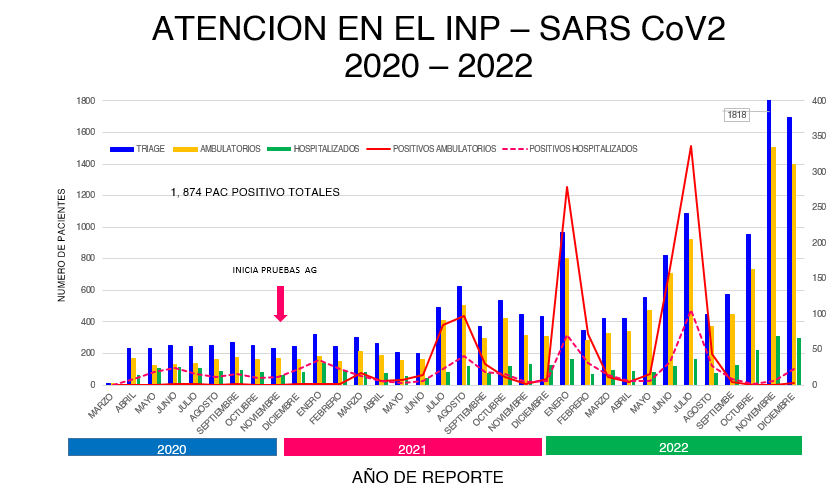 ATENCION EN EL INP – SARS CoV2
2020 – 2022
1800
1600
1400
1200
1000
800
600
400
200
0
400
350
300
250
200
150
100
50
0
1818
TRIAGE
AMBULATORIOS
HOSPITALIZADOS
POSITIVOS AMBULATORIOS
POSITIVOS HOSPITALIZADOS
1, 874 PAC POSITIVO TOTALES
INICIA PRUEBAS AG
NUMERO DE PACIENTES
MARZO
ABRIL
MAYO
JUNIO
JULIO
AGOSTO
SEPTIEMBRE
OCTUBRE
NOVIEMBRE
DICIEMBRE
ENERO
FEBRERO
MARZO
ABRIL
MAYO
JUNIO
JULIO
AGOSTO
SEPTIEMBRE
OCTUBRE
NOVIEMBRE
DICIEMBRE
ENERO
FEBRERO
MARZO
ABRIL
MAYO
JUNIO
JULIO
AGOSTO
SEPTIEMBE
OCTUBRE
NOVIEMBRE
DICIEMBRE
2020
2021
2022
AÑO DE REPORTE